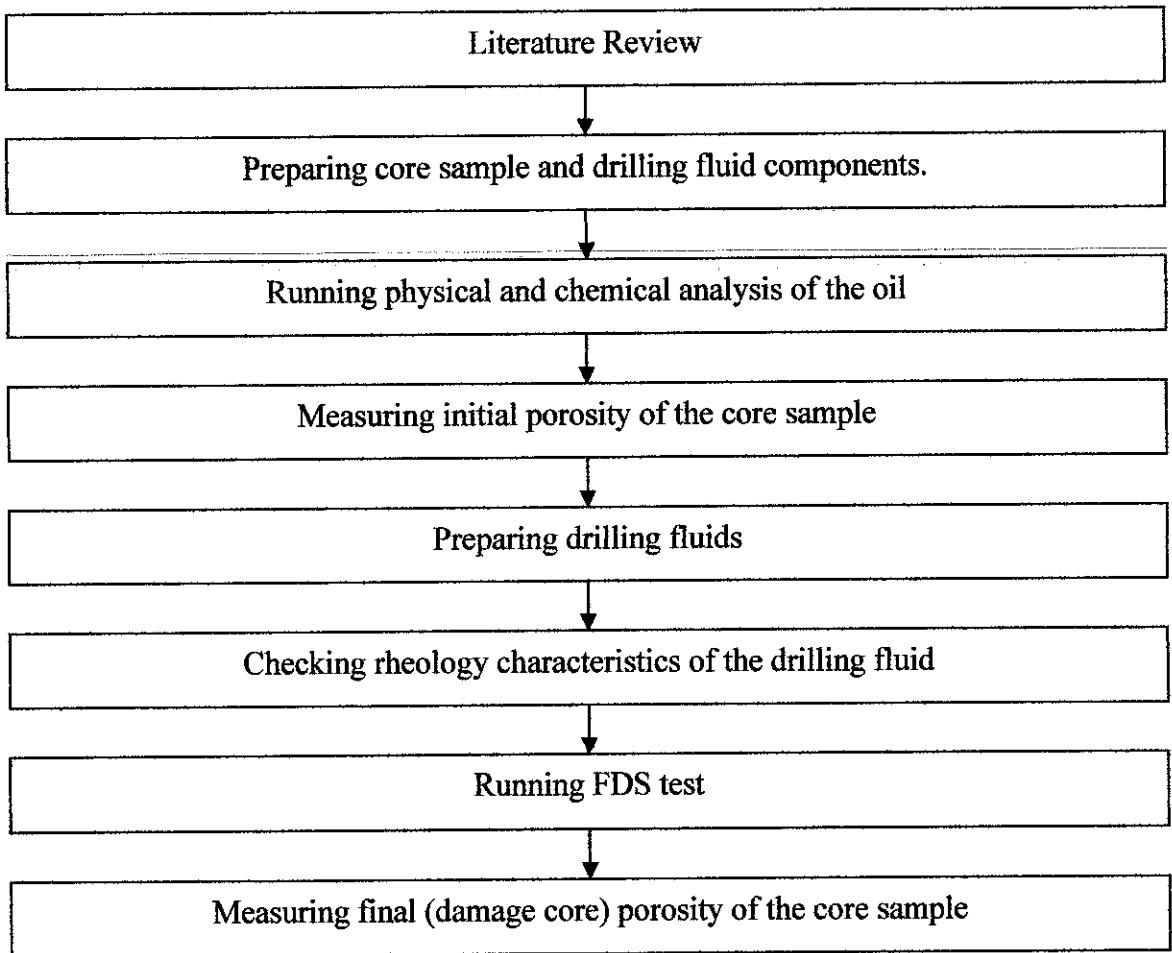 Literature Review
Preparing core sample and drilling fluid components.
Running physical and chemical analysis of the oil
Measuring initial porosity of the core sample
Preparing drilling fluids
Checking rheology characteristics of the drilling fluid
Running FDS test
Measuring final (damage core) porosity of the core sample